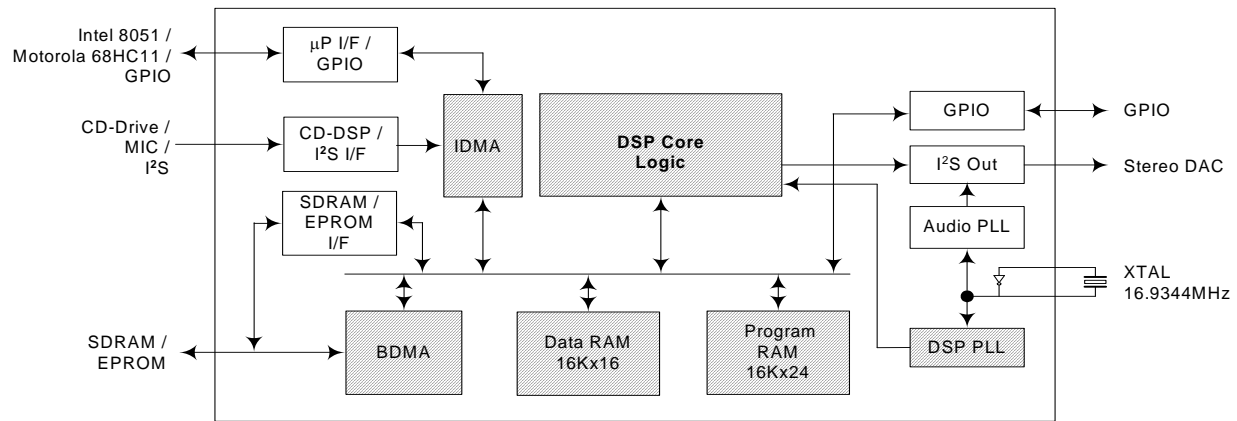 Intel 8051 /
Motorola 68HC11 /
GPIO
µP I/F /
GPIO
CD-Drive /
MIC /
I²S
CD-DSP /
I²S I/F
IDMA
DSP Core
Logic
GPIO
GPIO
I²S Out
Stereo DAC
SDRAM /
EPROM
I/F
Audio PLL
XTAL
16.9344MHz
SDRAM /
EPROM
BDMA
Data RAM
16Kx16
Program
RAM
16Kx24
DSP PLL